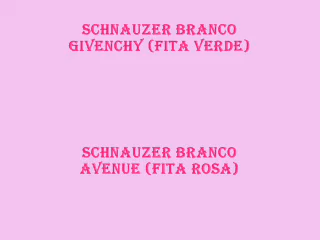 SCHNAUZER BRANCO
GIVENCHY (FITA VERDE)
SCHNAUZER BRANCO
AVENUE (FITA ROSA)